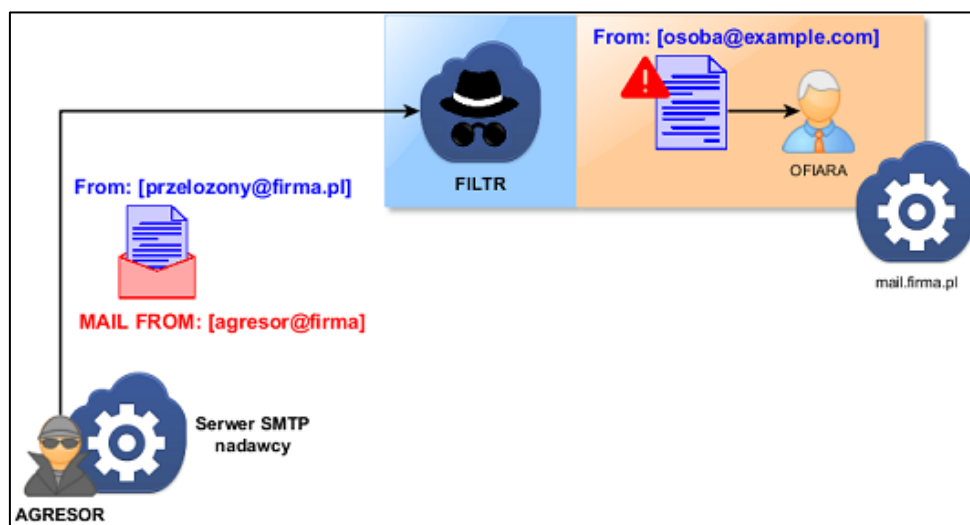 From: [osoba@example.com]
OFIARA
FILTR
mail.firma.pl
From: [przelozony@firma.pl]
MAIL FROM: [agresor@firma]
Serwer SMTP
nadawcy
AGRESOR